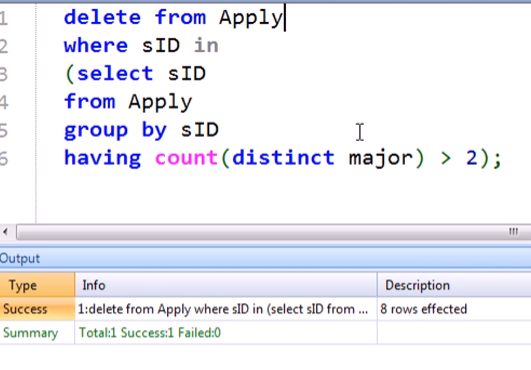 1 delete from Apply
2 where sID in
3 (select sID
4 from Apply
5 group by sID
6 having count(distinct major) > 2);
Output
Type Info Description
Success 1:delete from Apply where sID in (select sID from ... 8 rows effected
Summary Total:1 Success:1 Failed:0